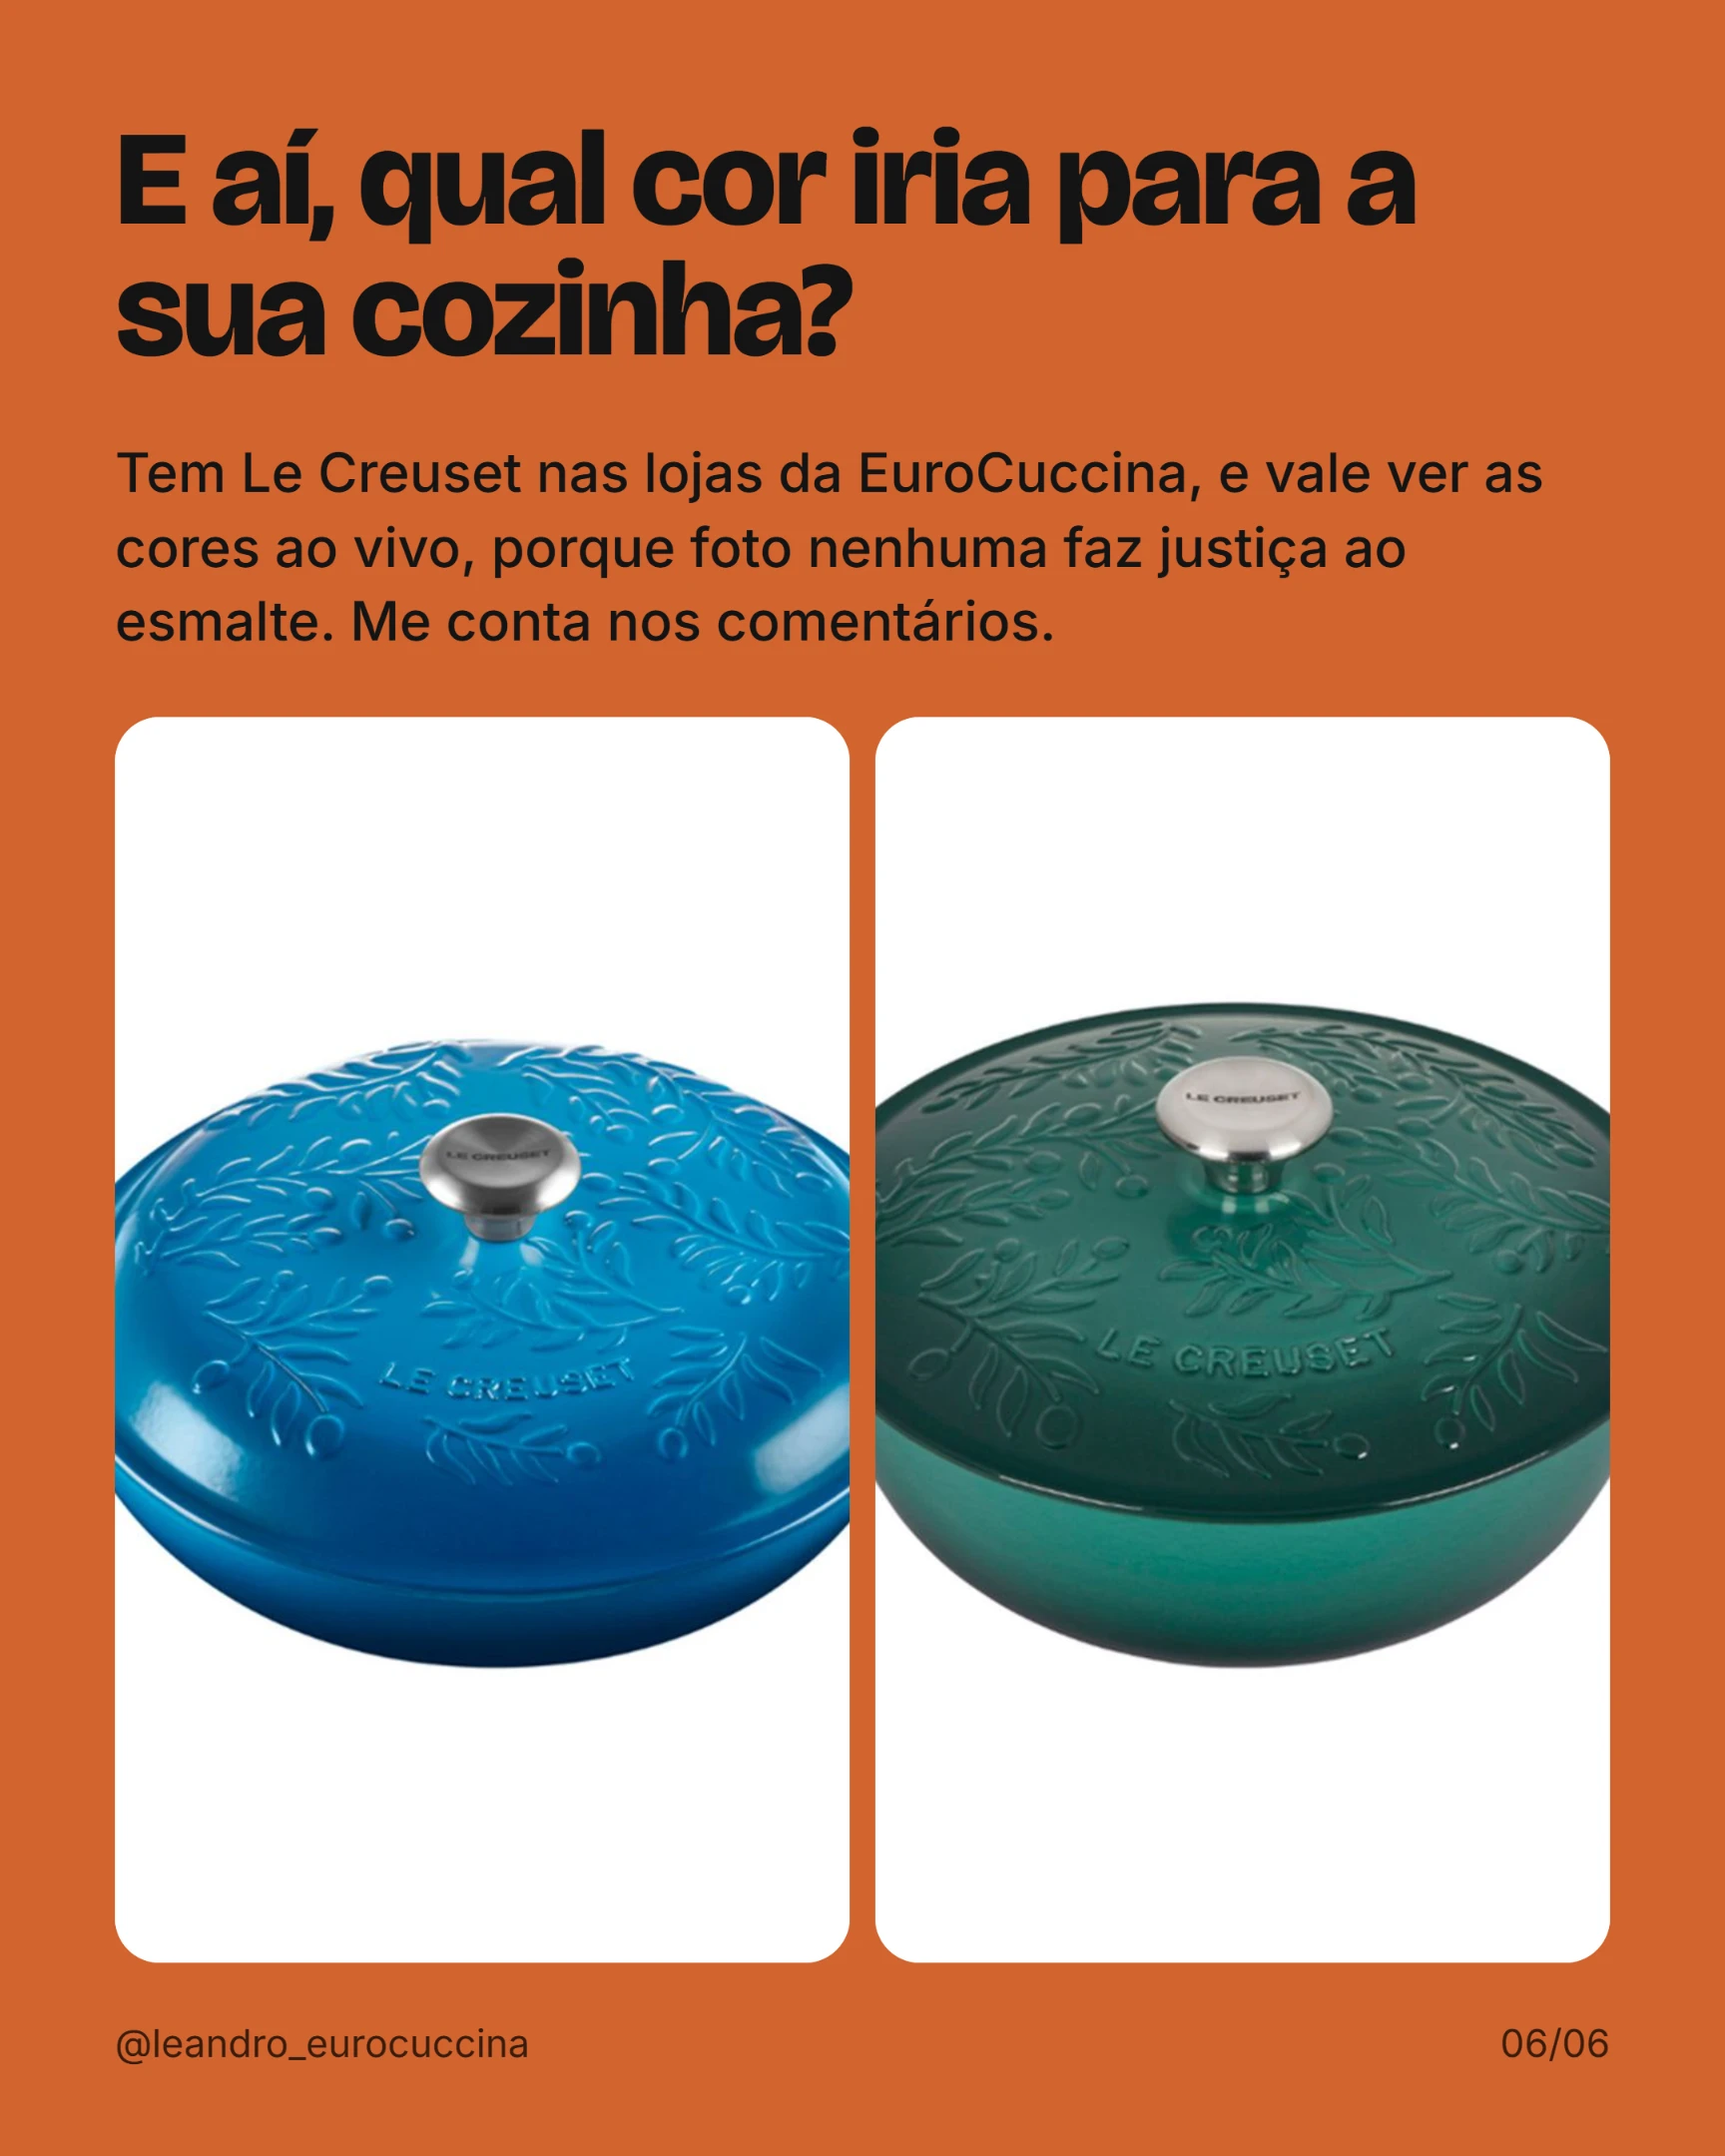 E aí, qual cor iria para a
sua cozinha?
Tem Le Creuset nas lojas da EuroCuccina, e vale ver as
cores ao vivo, porque foto nenhuma faz justiça ao
esmalte. Me conta nos comentários.
LE CREUSET
LE CREUSET
LE CREUSET
LE CREUSET
@leandro_eurocuccina
06/06